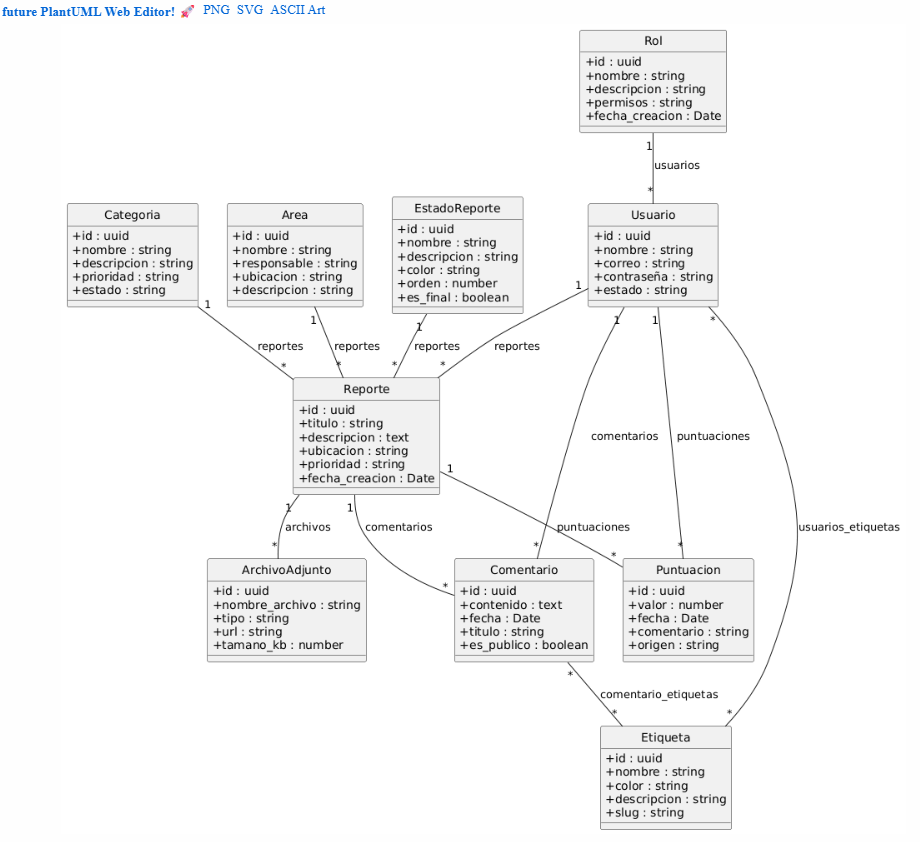 future PlantUML Web Editor! 🚀 PNG SVG ASCII Art
Rol
+id : uuid
+nombre : string
+descripcion : string
+permisos : string
+fecha_creacion : Date
1
usuarios
*
Categoria
+id : uuid
+nombre : string
+descripcion : string
+prioridad : string
+estado : string
Area
+id : uuid
+nombre : string
+responsable : string
+ubicacion : string
+descripcion : string
EstadoReporte
+id : uuid
+nombre : string
+descripcion : string
+color : string
+orden : number
+es_final : boolean
Usuario
+id : uuid
+nombre : string
+correo : string
+contraseña : string
+estado : string
1 1 1 1 1 1 *
reportes reportes reportes reportes
* * * *
Reporte
+id : uuid
+titulo : string
+descripcion : text
+ubicacion : string
+prioridad : string
+fecha_creacion : Date
comentarios puntuaciones
1
1 1
archivos comentarios puntuaciones usuarios_etiquetas
* * * * *
ArchivoAdjunto
+id : uuid
+nombre_archivo : string
+tipo : string
+url : string
+tamano_kb : number
Comentario
+id : uuid
+contenido : text
+fecha : Date
+titulo : string
+es_publico : boolean
Puntuacion
+id : uuid
+valor : number
+fecha : Date
+comentario : string
+origen : string
*
comentario_etiquetas
* *
Etiqueta
+id : uuid
+nombre : string
+color : string
+descripcion : string
+slug : string